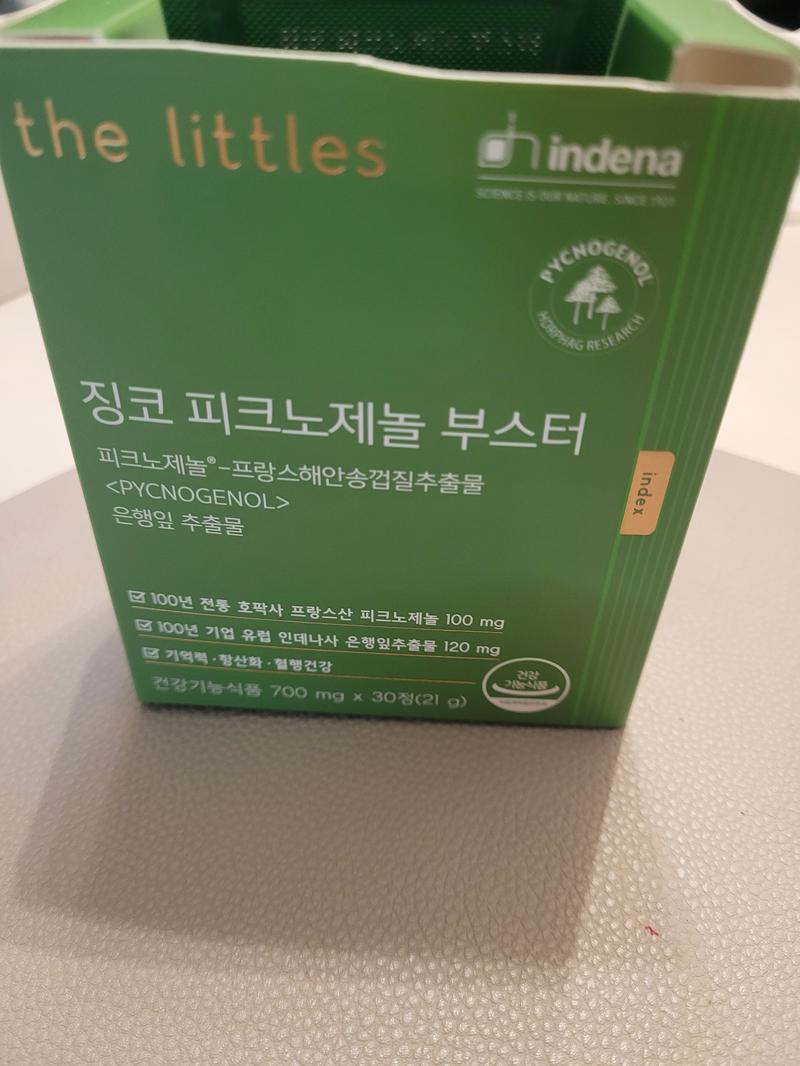 the littles
indena
SCIENCE IS OUR NATURE. SINCE 1921
PYCNOGENOL
HORPHAG RESEARCH
징코 피크노제놀 부스터
피크노제놀®-프랑스해안송껍질추출물
<PYCNOGENOL>
은행잎 추출물
index
100년 전통 호팍사 프랑스산 피크노제놀 100 mg
100년 기업 유럽 인데나사 은행잎추출물 120 mg
기억력·항산화·혈행건강
건강기능식품 700 mg x 30정(21 g)
건강
기능식품